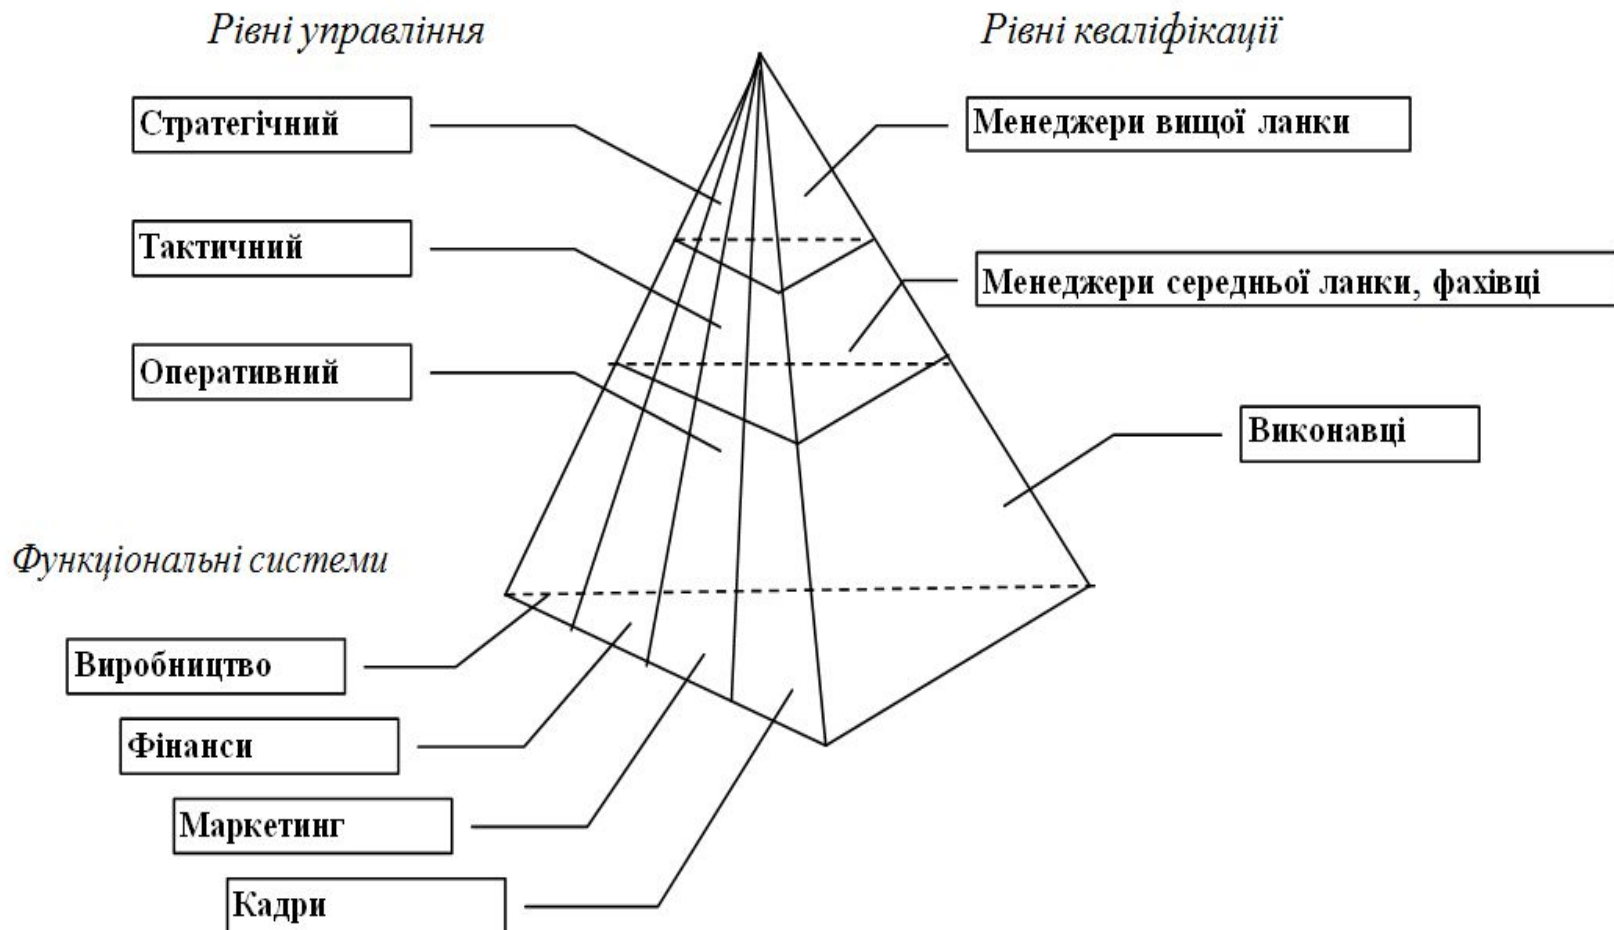 Рівні управління
Рівні кваліфікації
Стратегічний
Менеджери вищої ланки
Тактичний
Менеджери середньої ланки, фахівці
Оперативний
Виконавці
Функціональні системи
Виробництво
Фінанси
Маркетинг
Кадри